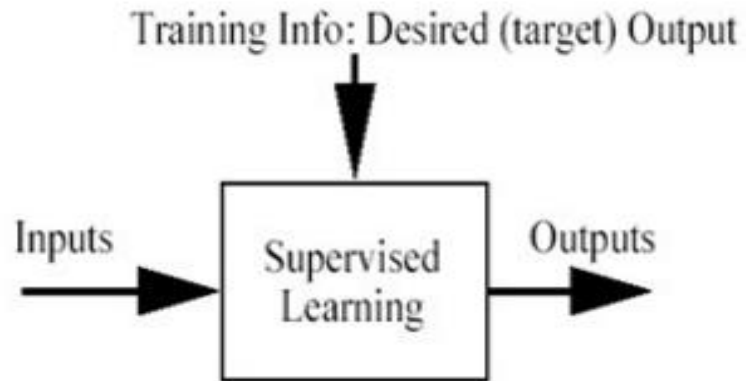 Training Info: Desired (target) Output
Inputs
Supervised
Learning
Outputs